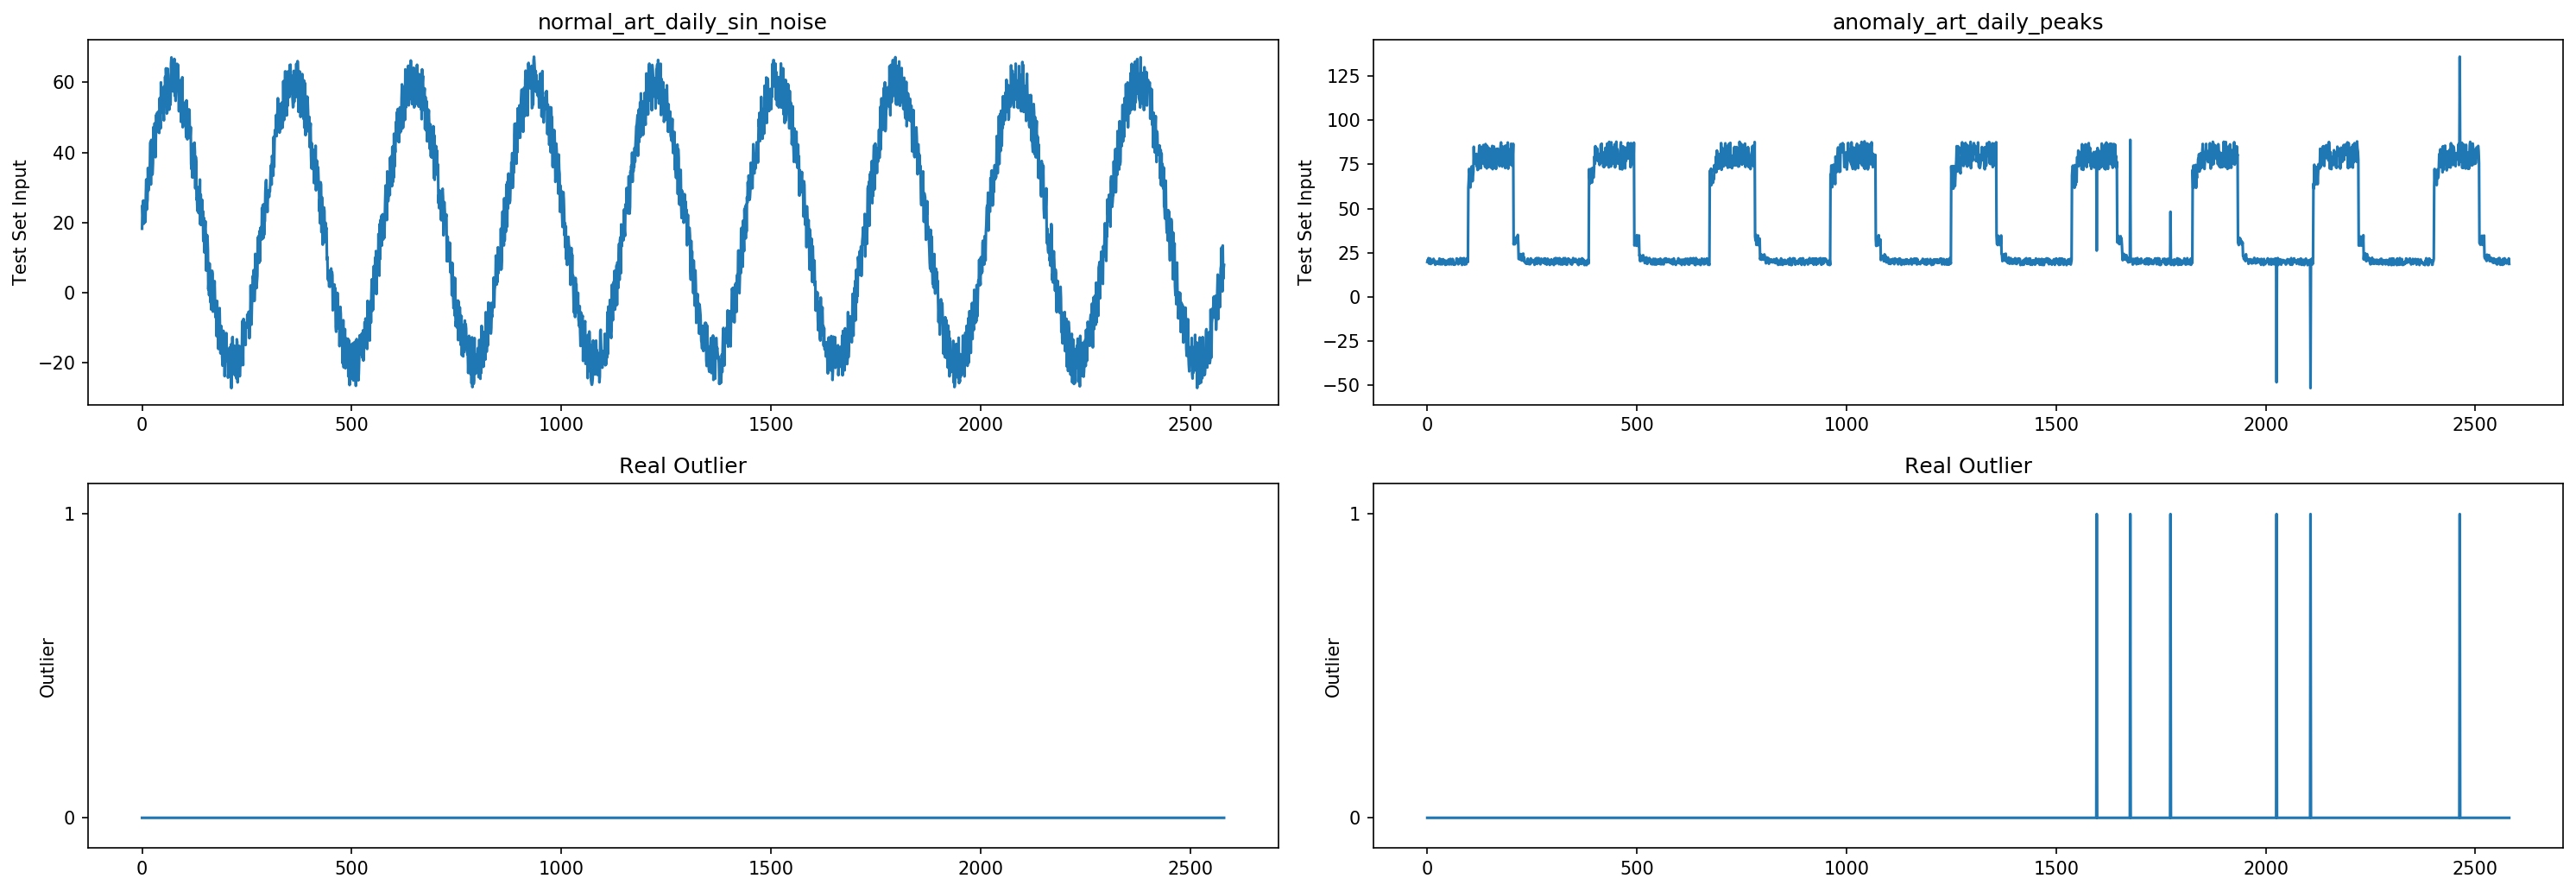 normal_art_daily_sin_noise
Test Set Input
60
40
20
0
−20
0 500 1000 1500 2000 2500
anomaly_art_daily_peaks
Test Set Input
125
100
75
50
25
0
−25
−50
0 500 1000 1500 2000 2500
Real Outlier
Outlier
1
0
0 500 1000 1500 2000 2500
Real Outlier
Outlier
1
0
0 500 1000 1500 2000 2500